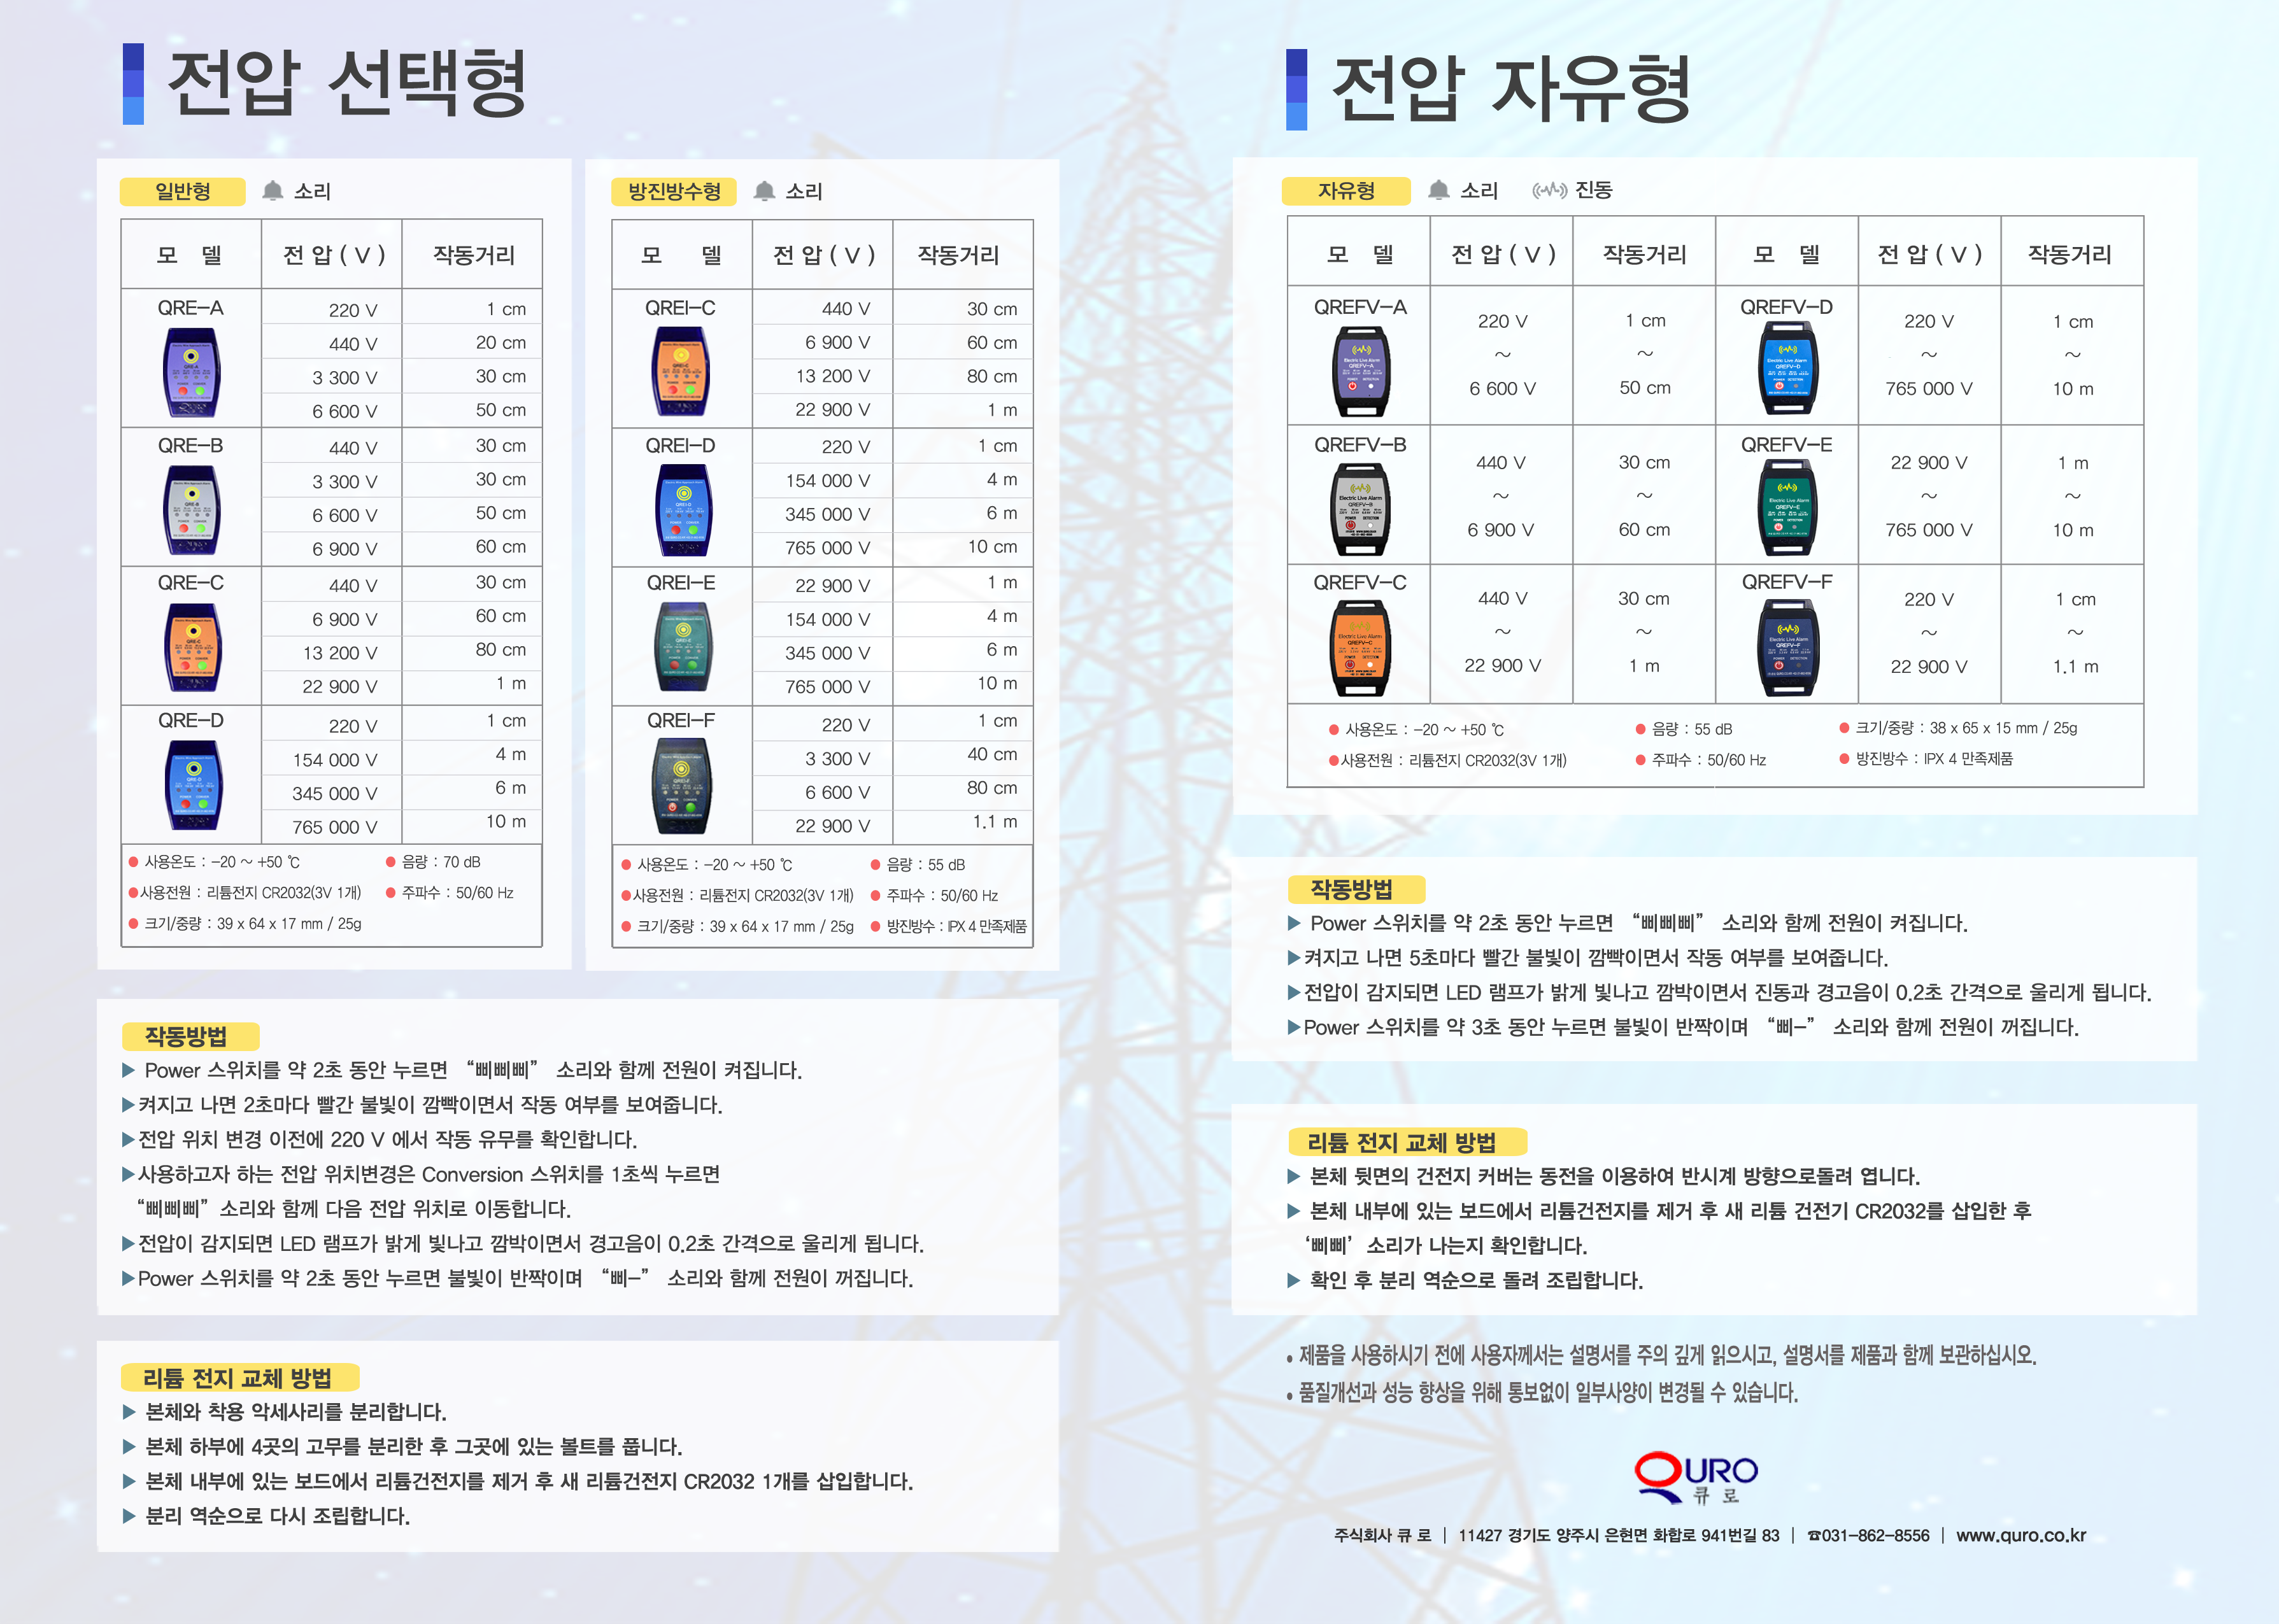 전압 선택형
일반형 소리
모 델 전 압 ( V ) 작동거리
QRE-A
220 V 1 cm
440 V 20 cm
3 300 V 30 cm
6 600 V 50 cm
QRE-B
440 V 30 cm
3 300 V 30 cm
6 600 V 50 cm
6 900 V 60 cm
QRE-C
440 V 30 cm
6 900 V 60 cm
13 200 V 80 cm
22 900 V 1 m
QRE-D
220 V 1 cm
154 000 V 4 m
345 000 V 6 m
765 000 V 10 m
● 사용온도 : -20 ~ +50 ℃ ● 음량 : 70 dB
●사용전원 : 리튬전지 CR2032(3V 1개) ● 주파수 : 50/60 Hz
● 크기/중량 : 39 x 64 x 17 mm / 25g
방진방수형 소리
모 델 전 압 ( V ) 작동거리
QREI-C
440 V 30 cm
6 900 V 60 cm
13 200 V 80 cm
22 900 V 1 m
QREI-D
220 V 1 cm
154 000 V 4 m
345 000 V 6 m
765 000 V 10 cm
QREI-E
22 900 V 1 m
154 000 V 4 m
345 000 V 6 m
765 000 V 10 m
QREI-F
220 V 1 cm
3 300 V 40 cm
6 600 V 80 cm
22 900 V 1.1 m
● 사용온도 : -20 ~ +50 ℃ ● 음량 : 55 dB
●사용전원 : 리튬전지 CR2032(3V 1개) ● 주파수 : 50/60 Hz
● 크기/중량 : 39 x 64 x 17 mm / 25g ● 방진방수 : IPX 4 만족제품
작동방법
▶ Power 스위치를 약 2초 동안 누르면 “삐삐삐” 소리와 함께 전원이 켜집니다.
▶켜지고 나면 2초마다 빨간 불빛이 깜빡이면서 작동 여부를 보여줍니다.
▶전압 위치 변경 이전에 220 V 에서 작동 유무를 확인합니다.
▶사용하고자 하는 전압 위치변경은 Conversion 스위치를 1초씩 누르면
“삐삐삐” 소리와 함께 다음 전압 위치로 이동합니다.
▶전압이 감지되면 LED 램프가 밝게 빛나고 깜박이면서 경고음이 0.2초 간격으로 울리게 됩니다.
▶Power 스위치를 약 2초 동안 누르면 불빛이 반짝이며 “삐-” 소리와 함께 전원이 꺼집니다.
리튬 전지 교체 방법
▶ 본체와 착용 악세사리를 분리합니다.
▶ 본체 하부에 4곳의 고무를 분리한 후 그곳에 있는 볼트를 풉니다.
▶ 본체 내부에 있는 보드에서 리튬건전지를 제거 후 새 리튬건전지 CR2032 1개를 삽입합니다.
▶ 분리 역순으로 다시 조립합니다.
전압 자유형
자유형 소리 진동
모 델 전 압 ( V ) 작동거리 모 델 전 압 ( V ) 작동거리
QREFV-A QREFV-D
220 V 1 cm 220 V 1 cm
~ ~ ~ ~
6 600 V 50 cm 765 000 V 10 m
QREFV-B QREFV-E
440 V 30 cm 22 900 V 1 m
~ ~ ~ ~
6 900 V 60 cm 765 000 V 10 m
QREFV-C QREFV-F
440 V 30 cm 220 V 1 cm
~ ~ ~ ~
22 900 V 1 m 22 900 V 1.1 m
● 사용온도 : -20 ~ +50 ℃ ● 음량 : 55 dB ● 크기/중량 : 38 x 65 x 15 mm / 25g
●사용전원 : 리튬전지 CR2032(3V 1개) ● 주파수 : 50/60 Hz ● 방진방수 : IPX 4 만족제품
작동방법
▶ Power 스위치를 약 2초 동안 누르면 “삐삐삐” 소리와 함께 전원이 켜집니다.
▶켜지고 나면 5초마다 빨간 불빛이 깜빡이면서 작동 여부를 보여줍니다.
▶전압이 감지되면 LED 램프가 밝게 빛나고 깜박이면서 진동과 경고음이 0.2초 간격으로 울리게 됩니다.
▶Power 스위치를 약 3초 동안 누르면 불빛이 반짝이며 “삐-” 소리와 함께 전원이 꺼집니다.
리튬 전지 교체 방법
▶ 본체 뒷면의 건전지 커버는 동전을 이용하여 반시계 방향으로돌려 엽니다.
▶ 본체 내부에 있는 보드에서 리튬건전지를 제거 후 새 리튬 건전기 CR2032를 삽입한 후
‘삐삐’ 소리가 나는지 확인합니다.
▶ 확인 후 분리 역순으로 돌려 조립합니다.
• 제품을 사용하시기 전에 사용자께서는 설명서를 주의 깊게 읽으시고, 설명서를 제품과 함께 보관하십시오.
• 품질개선과 성능 향상을 위해 통보없이 일부사양이 변경될 수 있습니다.
QURO
큐 로
주식회사 큐 로 | 11427 경기도 양주시 은현면 화합로 941번길 83 | ☎031-862-8556 | www.quro.co.kr